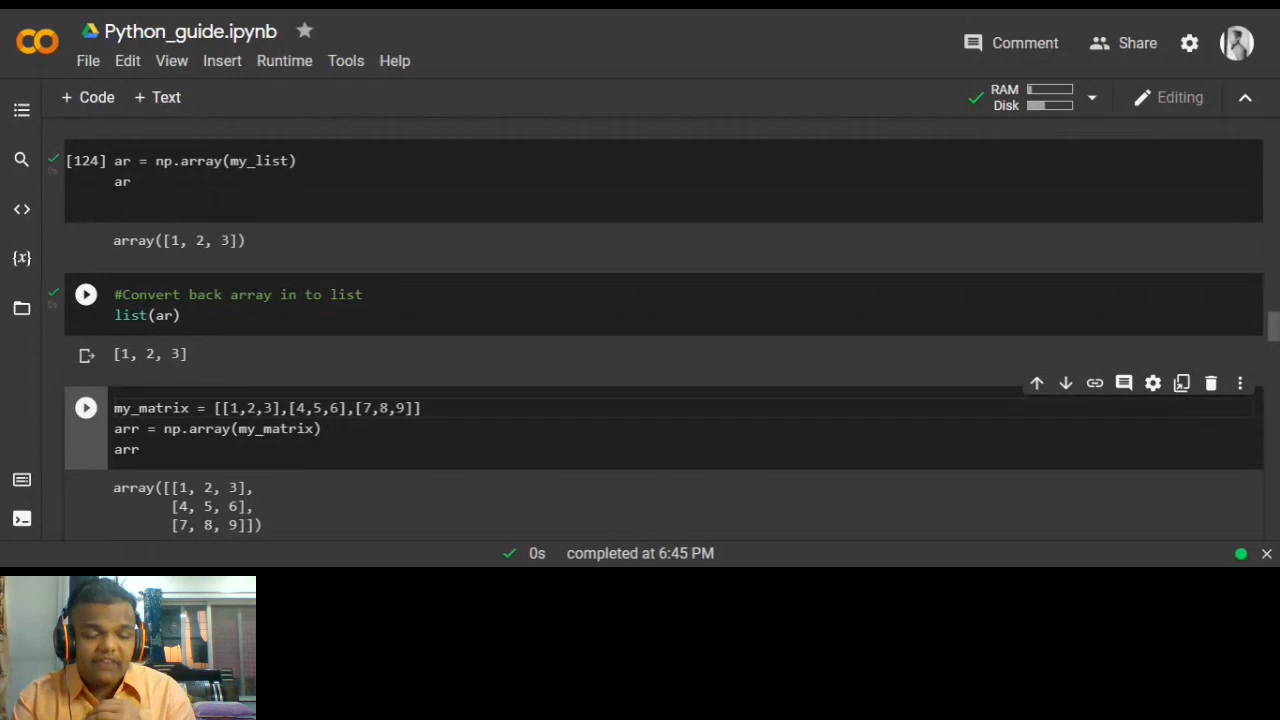 Python_guide.ipynb
Comment
Share
File Edit View Insert Runtime Tools Help
+ Code + Text
RAM
Disk
Editing
[124] ar = np.array(my_list)
ar
0s
array([1, 2, 3])
#Convert back array in to list
0s
list(ar)
[1, 2, 3]
my_matrix = [[1,2,3],[4,5,6],[7,8,9]]
arr = np.array(my_matrix)
arr
array([[1, 2, 3],
[4, 5, 6],
[7, 8, 9]])
0s completed at 6:45 PM